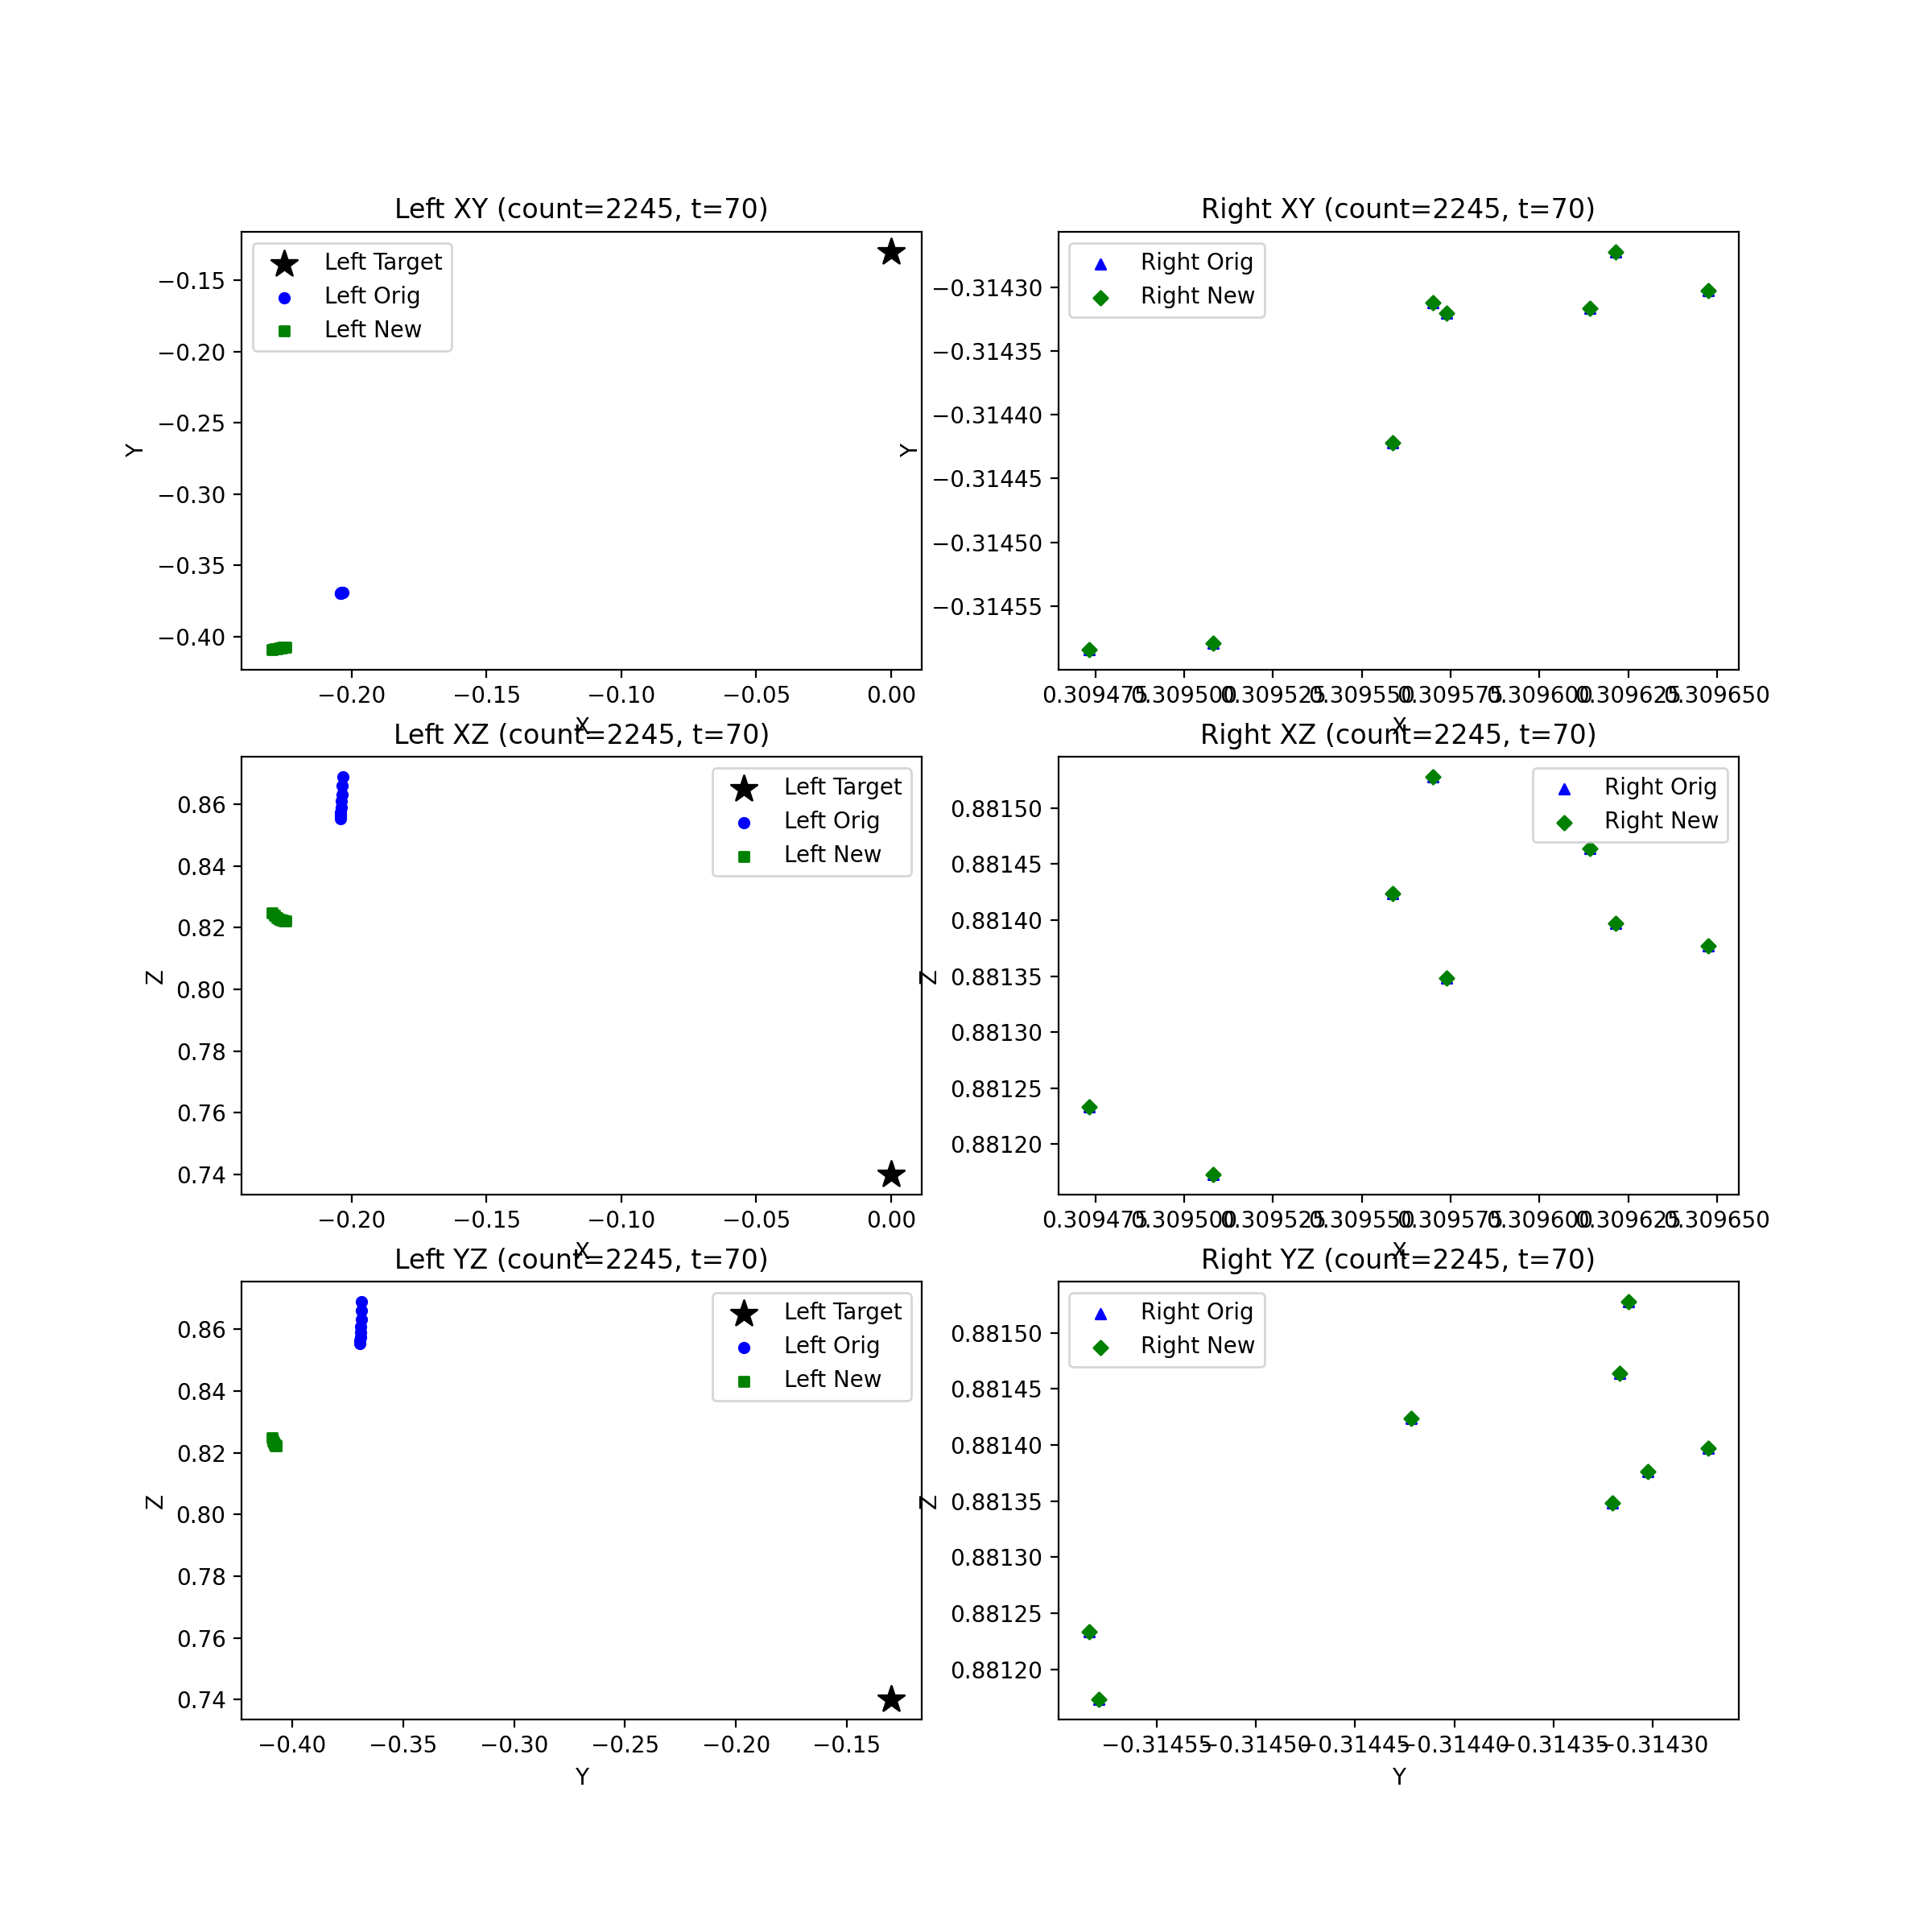 Left XY (count=2245, t=70)
Left Target
Left Orig
Left New
−0.15
−0.20
−0.25
−0.30
−0.35
−0.40
Y
−0.20
−0.15
−0.10
−0.05
0.00
X
Right XY (count=2245, t=70)
Right Orig
Right New
−0.31430
−0.31435
−0.31440
−0.31445
−0.31450
−0.31455
Y
0.309475
0.309500
0.309525
0.309550
0.309575
0.309600
0.309625
0.309650
X
Left XZ (count=2245, t=70)
Left Target
Left Orig
Left New
0.86
0.84
0.82
0.80
0.78
0.76
0.74
Z
−0.20
−0.15
−0.10
−0.05
0.00
X
Right XZ (count=2245, t=70)
Right Orig
Right New
0.88150
0.88145
0.88140
0.88135
0.88130
0.88125
0.88120
Z
0.309475
0.309500
0.309525
0.309550
0.309575
0.309600
0.309625
0.309650
X
Left YZ (count=2245, t=70)
Left Target
Left Orig
Left New
0.86
0.84
0.82
0.80
0.78
0.76
0.74
Z
−0.40
−0.35
−0.30
−0.25
−0.20
−0.15
Y
Right YZ (count=2245, t=70)
Right Orig
Right New
0.88150
0.88145
0.88140
0.88135
0.88130
0.88125
0.88120
Z
−0.31455
−0.31450
−0.31445
−0.31440
−0.31435
−0.31430
Y